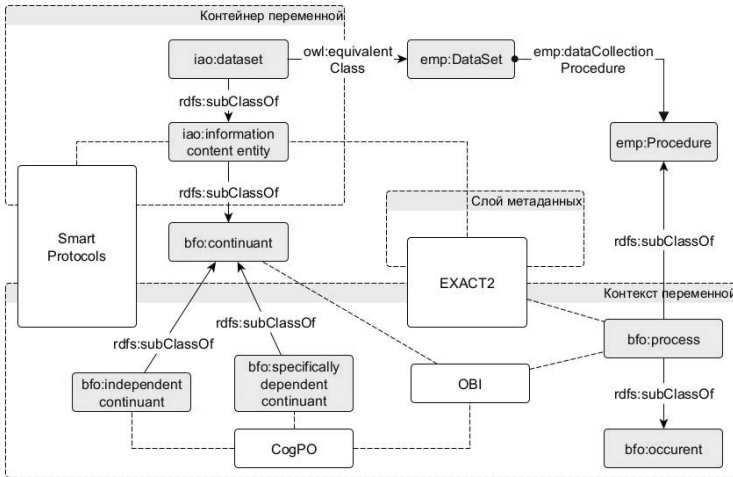 Контейнер переменной
iao:dataset
owl:equivalent
Class
emp:DataSet
emp:dataCollection
Procedure
rdfs:subClassOf
iao:information
content entity
emp:Procedure
rdfs:subClassOf
Слой метаданных
Smart
Protocols
bfo:continuant
rdfs:subClassOf
EXACT2
Контекст переменной
rdfs:subClassOf
rdfs:subClassOf
bfo:process
bfo:independent
continuant
bfo:specifically
dependent
continuant
OBI
rdfs:subClassOf
CogPO
bfo:occurent